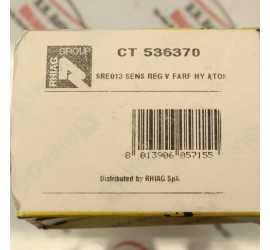 CT 536370
RHIAG
GROUP
SRE013 SENS REG V FARF HY ATOS
8 013906 057155
Distributed by RHIAG SpA